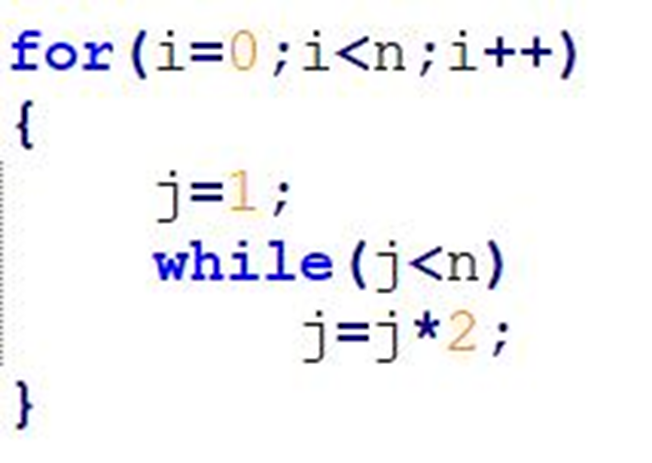 for(i=0;i<n;i++)
{
j=1;
while(j<n)
j=j*2;
}